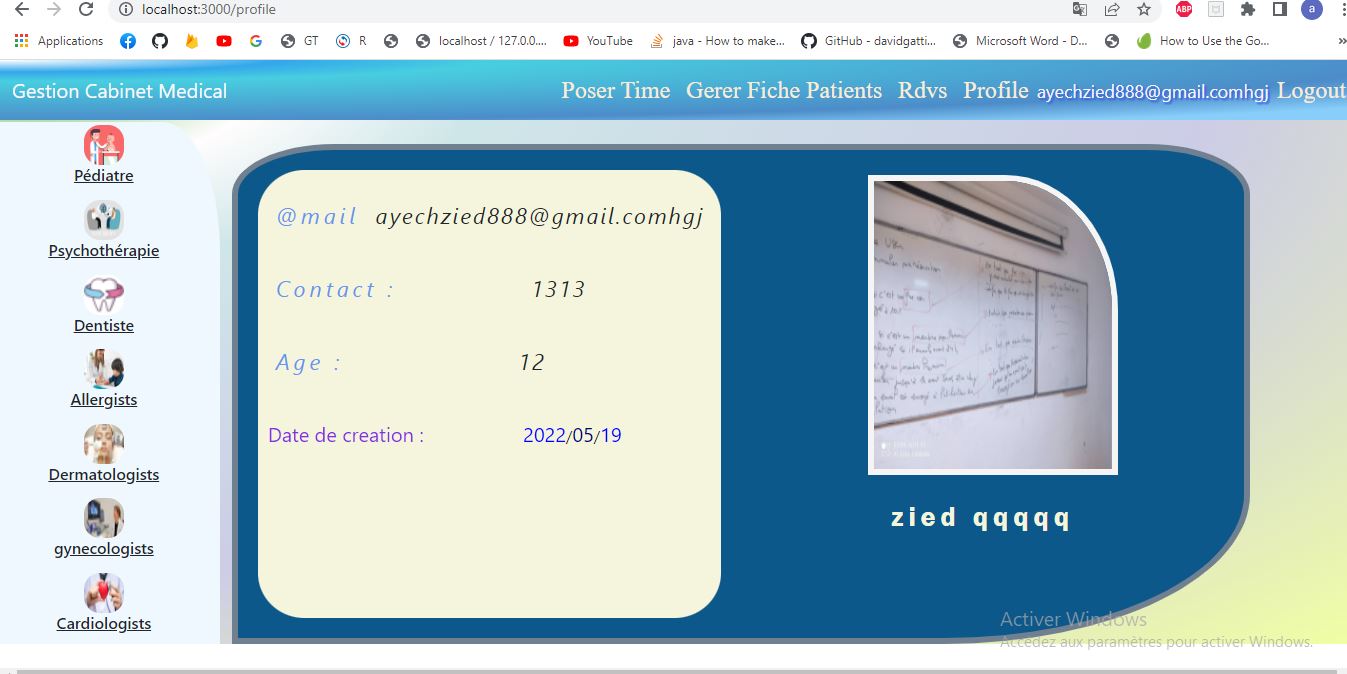 localhost:3000/profile
ABP
a
Applications
GT
R
localhost / 127.0.0....
YouTube
java - How to make...
GitHub - davidgatti...
Microsoft Word - D...
How to Use the Go...
»
Gestion Cabinet Medical
Poser Time Gerer Fiche Patients Rdvs Profile ayechzied888@gmail.comhgj Logout
Pédiatre
Psychothérapie
Dentiste
Allergists
Dermatologists
gynecologists
Cardiologists
@mail ayechzied888@gmail.comhgj
Contact : 1313
Age : 12
Date de creation : 2022/05/19
zied qqqqq
Activer Windows
Accédez aux paramètres pour activer Windows.